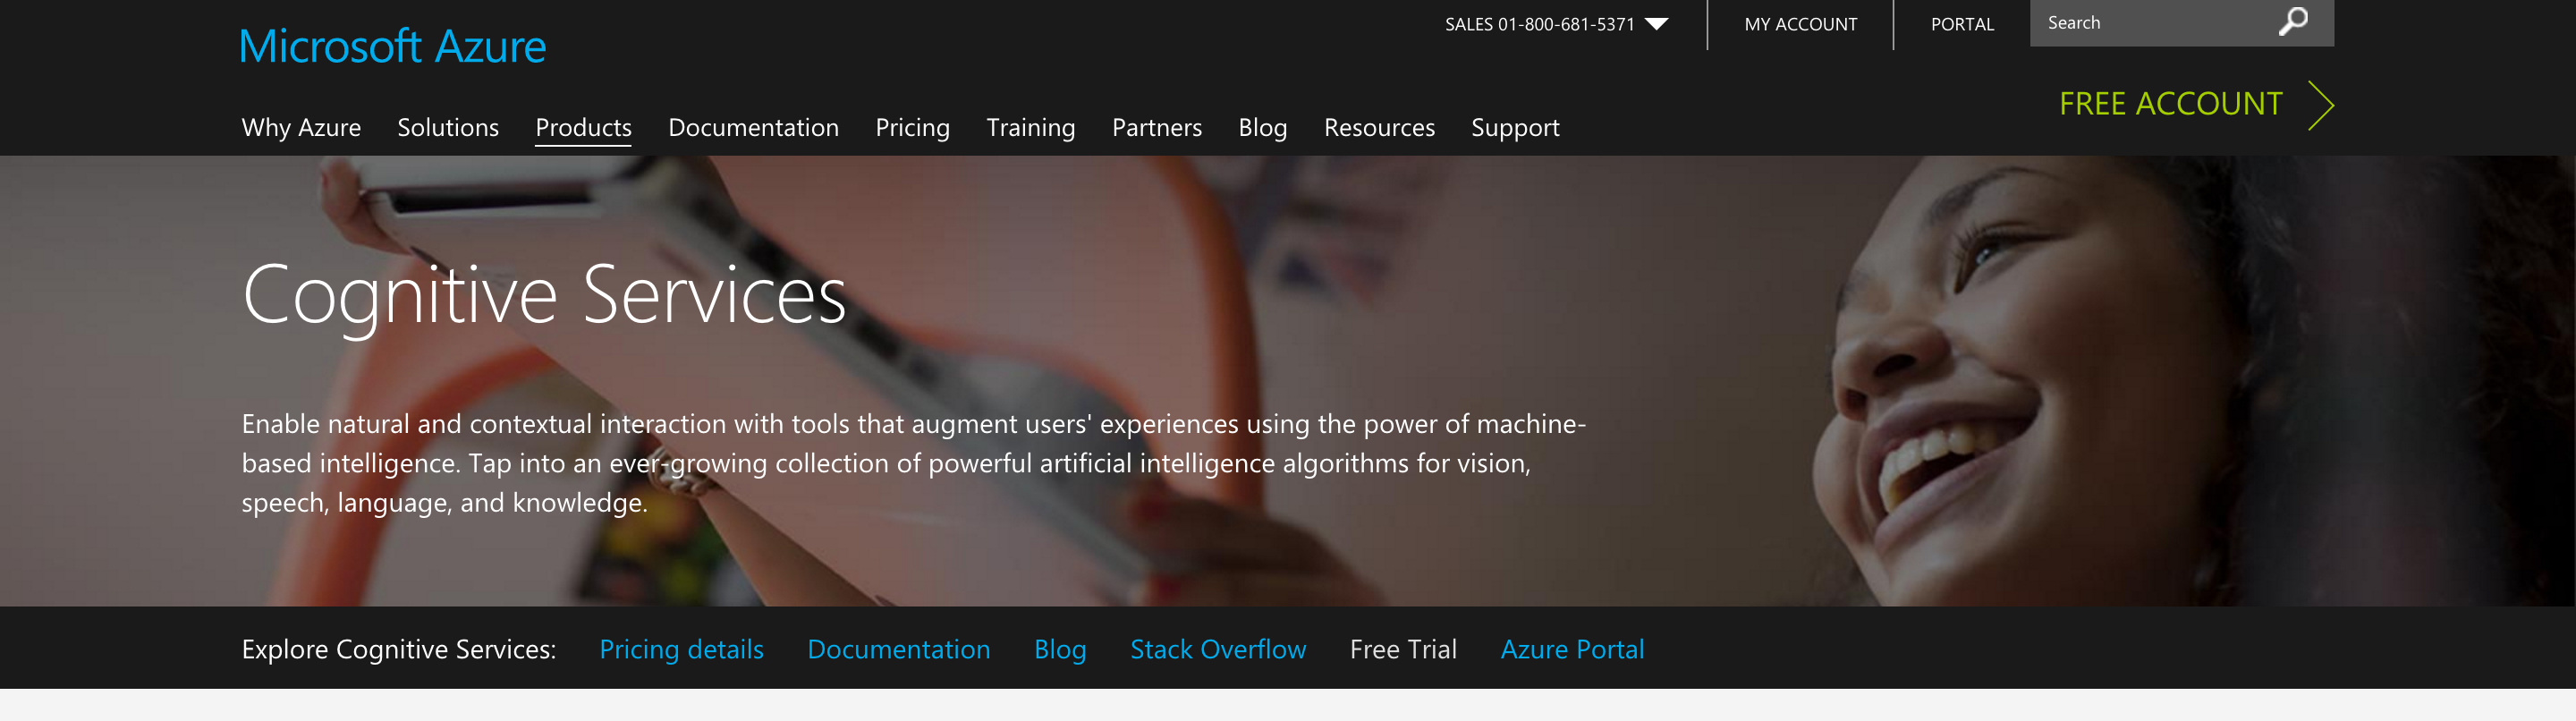 Microsoft Azure
SALES 01-800-681-5371
MY ACCOUNT
PORTAL
Search
FREE ACCOUNT
Why Azure Solutions Products Documentation Pricing Training Partners Blog Resources Support
Cognitive Services
Enable natural and contextual interaction with tools that augment users' experiences using the power of machine-
based intelligence. Tap into an ever-growing collection of powerful artificial intelligence algorithms for vision,
speech, language, and knowledge.
Explore Cognitive Services: Pricing details Documentation Blog Stack Overflow Free Trial Azure Portal